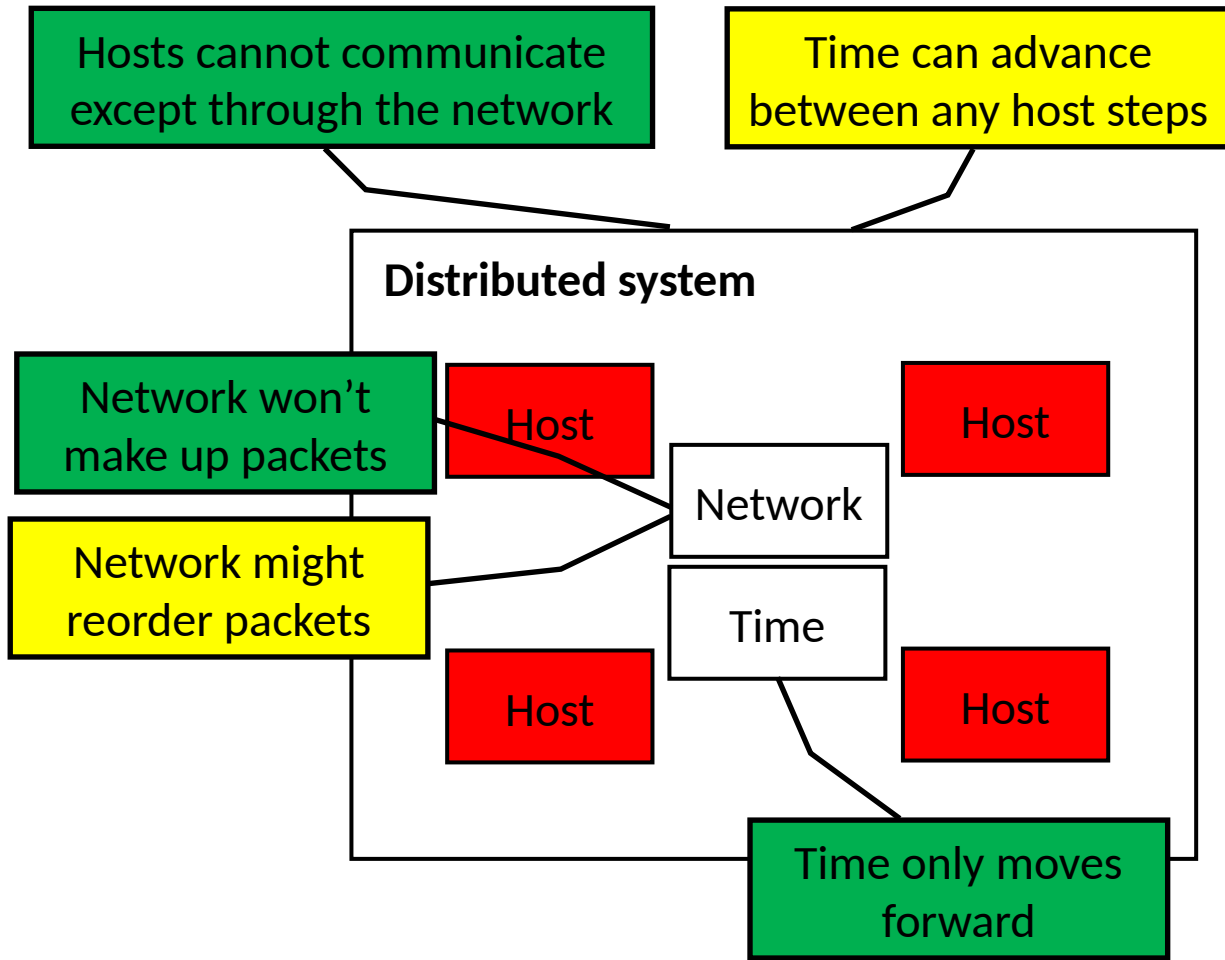 Hosts cannot communicate
except through the network
Time can advance
between any host steps
Distributed system
Network won’t
make up packets
Host
Host
Network
Network might
reorder packets
Time
Host
Host
Time only moves
forward